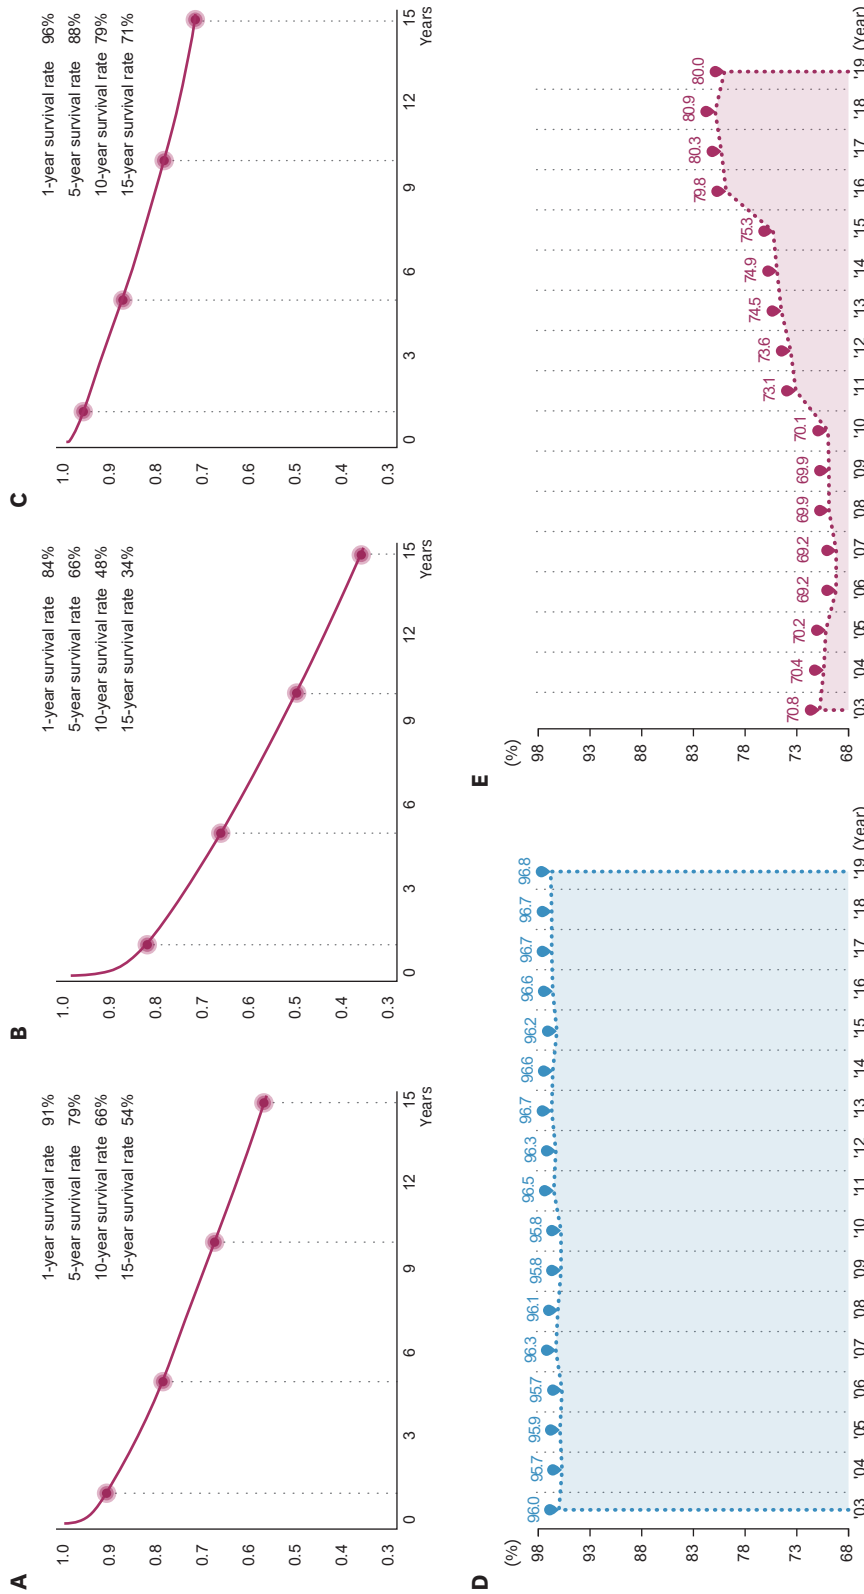 A
1-year survival rate 91%
5-year survival rate 79%
10-year survival rate 66%
15-year survival rate 54%
1.0
0.9
0.8
0.7
0.6
0.5
0.4
0.3
0 3 6 9 12 15
Years
B
1-year survival rate 84%
5-year survival rate 66%
10-year survival rate 48%
15-year survival rate 34%
1.0
0.9
0.8
0.7
0.6
0.5
0.4
0.3
0 3 6 9 12 15
Years
C
1-year survival rate 96%
5-year survival rate 88%
10-year survival rate 79%
15-year survival rate 71%
1.0
0.9
0.8
0.7
0.6
0.5
0.4
0.3
0 3 6 9 12 15
Years
D
(%)
98
93
88
83
78
73
68
96.0 95.7 95.9 95.7 96.3 96.1 95.8 95.8 96.5 96.3 96.7 96.6 96.2 96.6 96.7 96.7 96.8
'03 '04 '05 '06 '07 '08 '09 '10 '11 '12 '13 '14 '15 '16 '17 '18 '19 (Year)
E
(%)
98
93
88
83
78
73
68
70.8 70.4 70.2 69.2 69.2 69.9 69.9 70.1 73.1 73.6 74.5 74.9 75.3 79.8 80.3 80.9 80.0
'03 '04 '05 '06 '07 '08 '09 '10 '11 '12 '13 '14 '15 '16 '17 '18 '19 (Year)